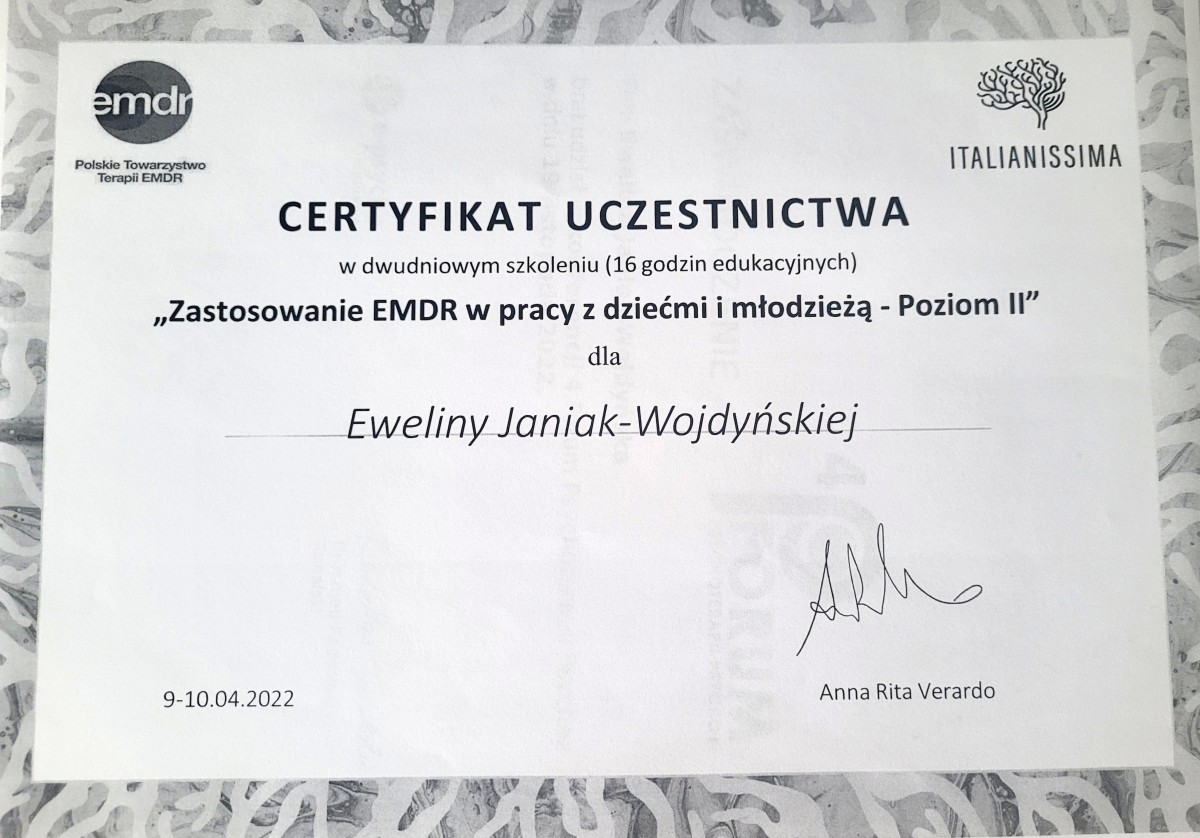 emdr
Polskie Towarzystwo
Terapii EMDR
ITALIANISSIMA
CERTYFIKAT UCZESTNICTWA
w dwudniowym szkoleniu (16 godzin edukacyjnych)
„Zastosowanie EMDR w pracy z dziećmi i młodzieżą - Poziom II”
dla
Eweliny Janiak-Wojdyńskiej
9-10.04.2022
Anna Rita Verardo